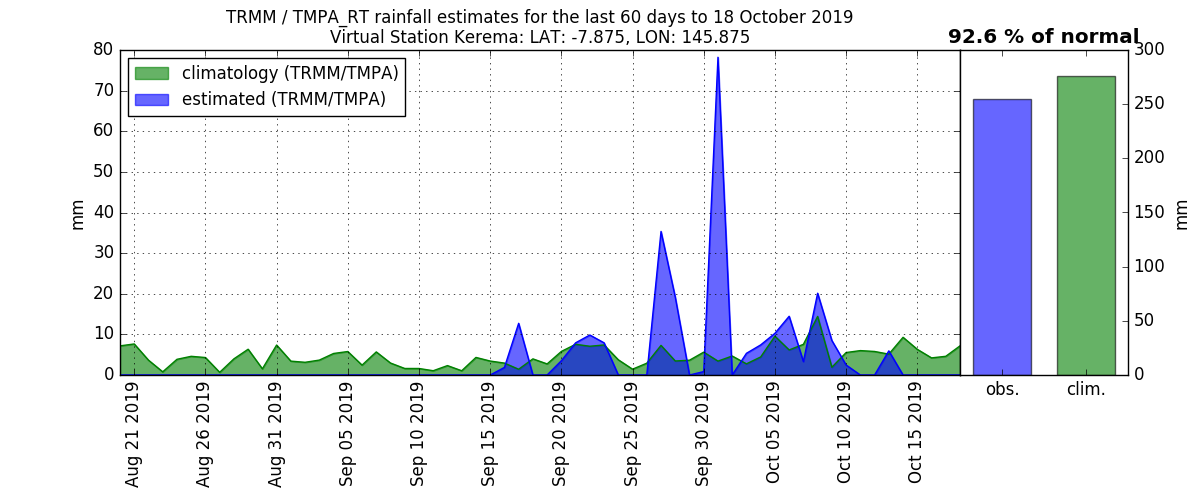 TRMM / TMPA_RT rainfall estimates for the last 60 days to 18 October 2019
Virtual Station Kerema: LAT: -7.875, LON: 145.875
92.6 % of normal
climatology (TRMM/TMPA)
estimated (TRMM/TMPA)
mm
80
70
60
50
40
30
20
10
0
Aug 21 2019
Aug 26 2019
Aug 31 2019
Sep 05 2019
Sep 10 2019
Sep 15 2019
Sep 20 2019
Sep 25 2019
Sep 30 2019
Oct 05 2019
Oct 10 2019
Oct 15 2019
obs.
clim.
300
250
200
150
100
50
0
mm